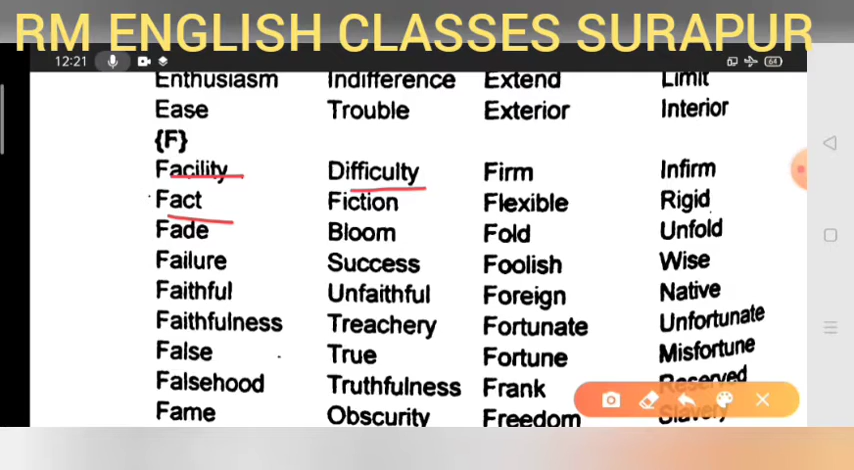 RM ENGLISH CLASSES SURAPUR
12:21 64
Enthusiasm Indifference Extend Limit
Ease Trouble Exterior Interior
{F}
Facility Difficulty Firm Infirm
Fact Fiction Flexible Rigid
Fade Bloom Fold Unfold
Failure Success Foolish Wise
Faithful Unfaithful Foreign Native
Faithfulness Treachery Fortunate Unfortunate
False True Fortune Misfortune
Falsehood Truthfulness Frank Reserved
Fame Obscurity Freedom Slavery